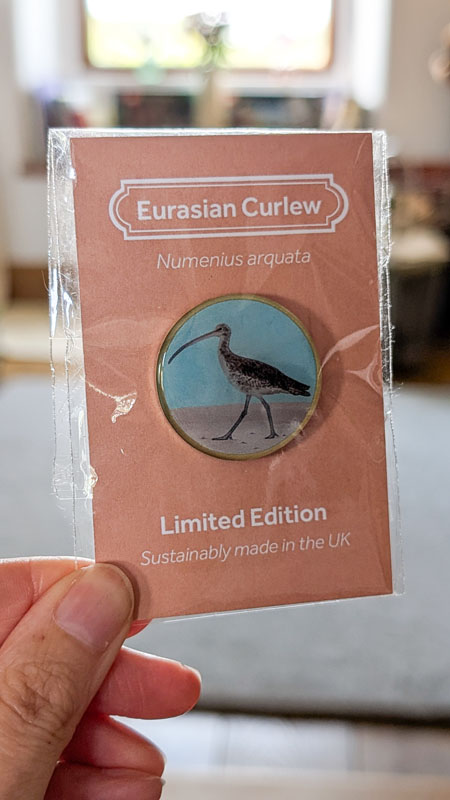 Eurasian Curlew
Numenius arquata
Limited Edition
Sustainably made in the UK